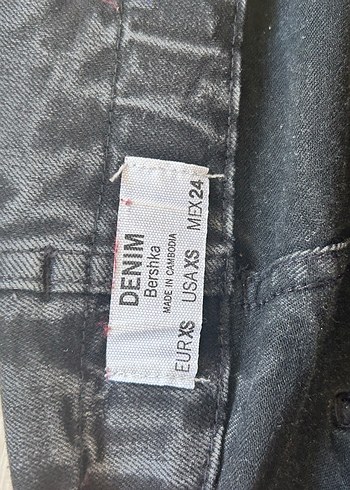 DENIM
Bershka
MADE IN CAMBODIA
EUR XS USA XS MEX 24